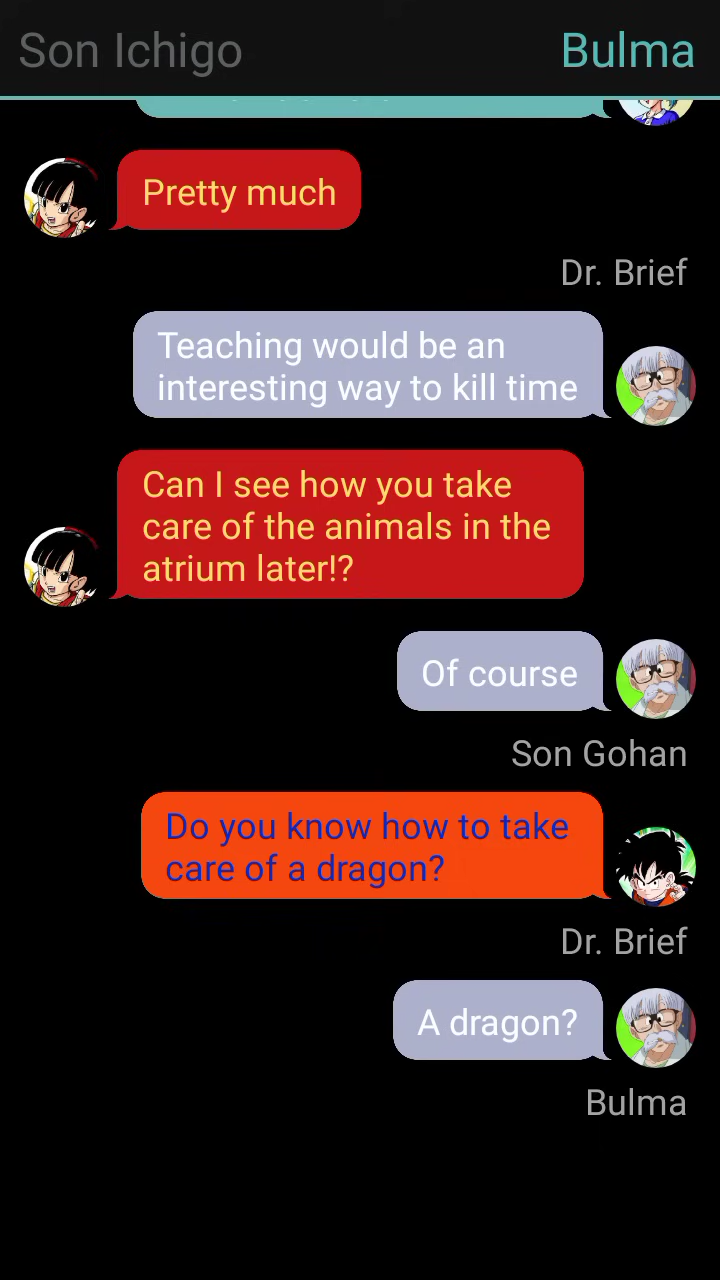 Son Ichigo
Bulma
Pretty much
Dr. Brief
Teaching would be an
interesting way to kill time
Can I see how you take
care of the animals in the
atrium later!?
Of course
Son Gohan
Do you know how to take
care of a dragon?
Dr. Brief
A dragon?
Bulma